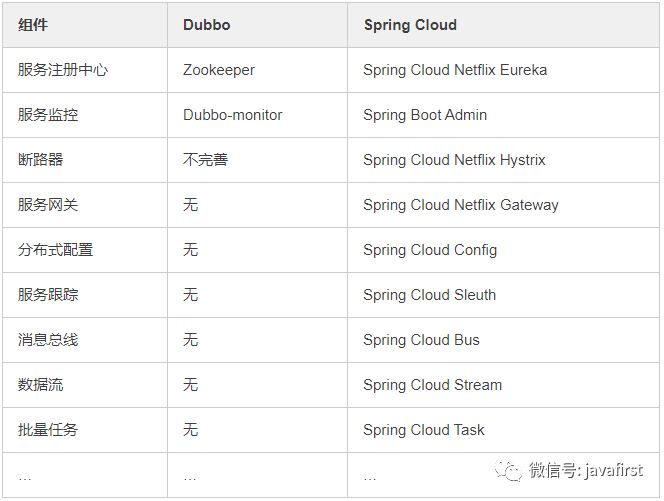 组件 Dubbo Spring Cloud
服务注册中心 Zookeeper Spring Cloud Netflix Eureka
服务监控 Dubbo-monitor Spring Boot Admin
断路器 不完善 Spring Cloud Netflix Hystrix
服务网关 无 Spring Cloud Netflix Gateway
分布式配置 无 Spring Cloud Config
服务跟踪 无 Spring Cloud Sleuth
消息总线 无 Spring Cloud Bus
数据流 无 Spring Cloud Stream
批量任务 无 Spring Cloud Task
… … …
微信号: javafirst